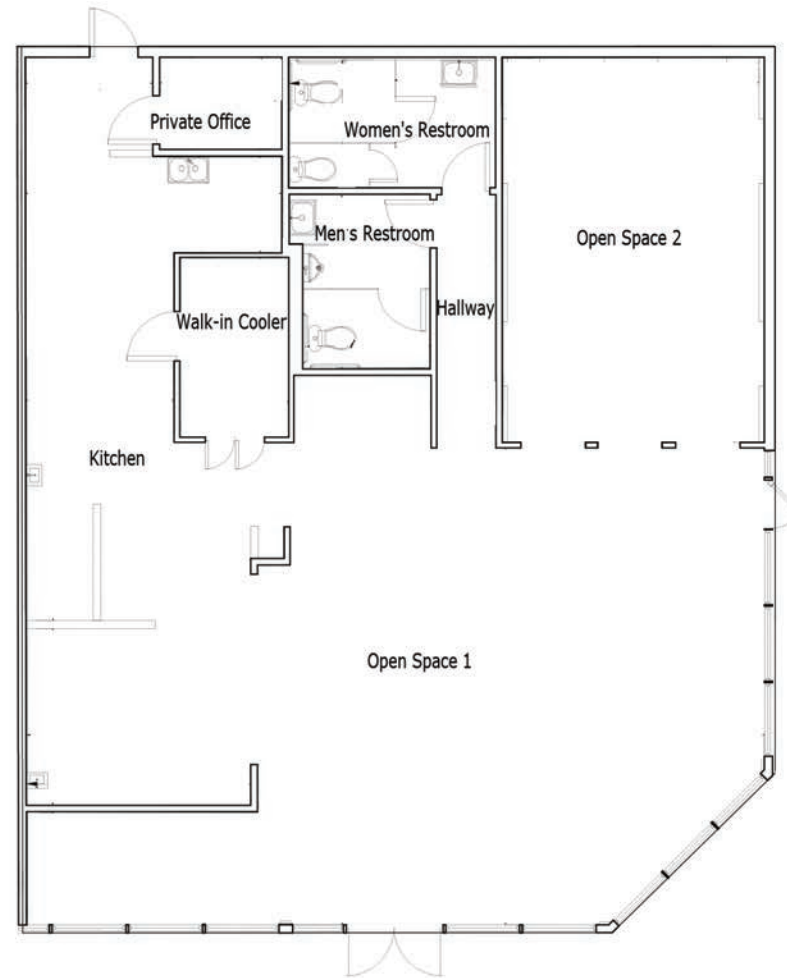 Private Office
Women's Restroom
Men's Restroom
Open Space 2
Hallway
Walk-in Cooler
Kitchen
Open Space 1